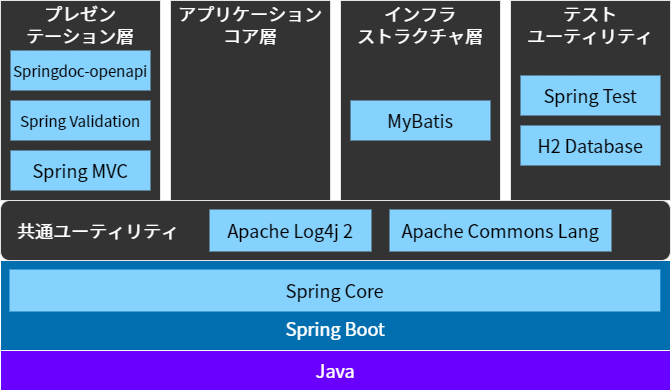 プレゼン
テーション層
Springdoc-openapi
Spring Validation
Spring MVC
アプリケーション
コア層
インフラ
ストラクチャ層
MyBatis
テスト
ユーティリティ
Spring Test
H2 Database
共通ユーティリティ
Apache Log4j 2
Apache Commons Lang
Spring Core
Spring Boot
Java